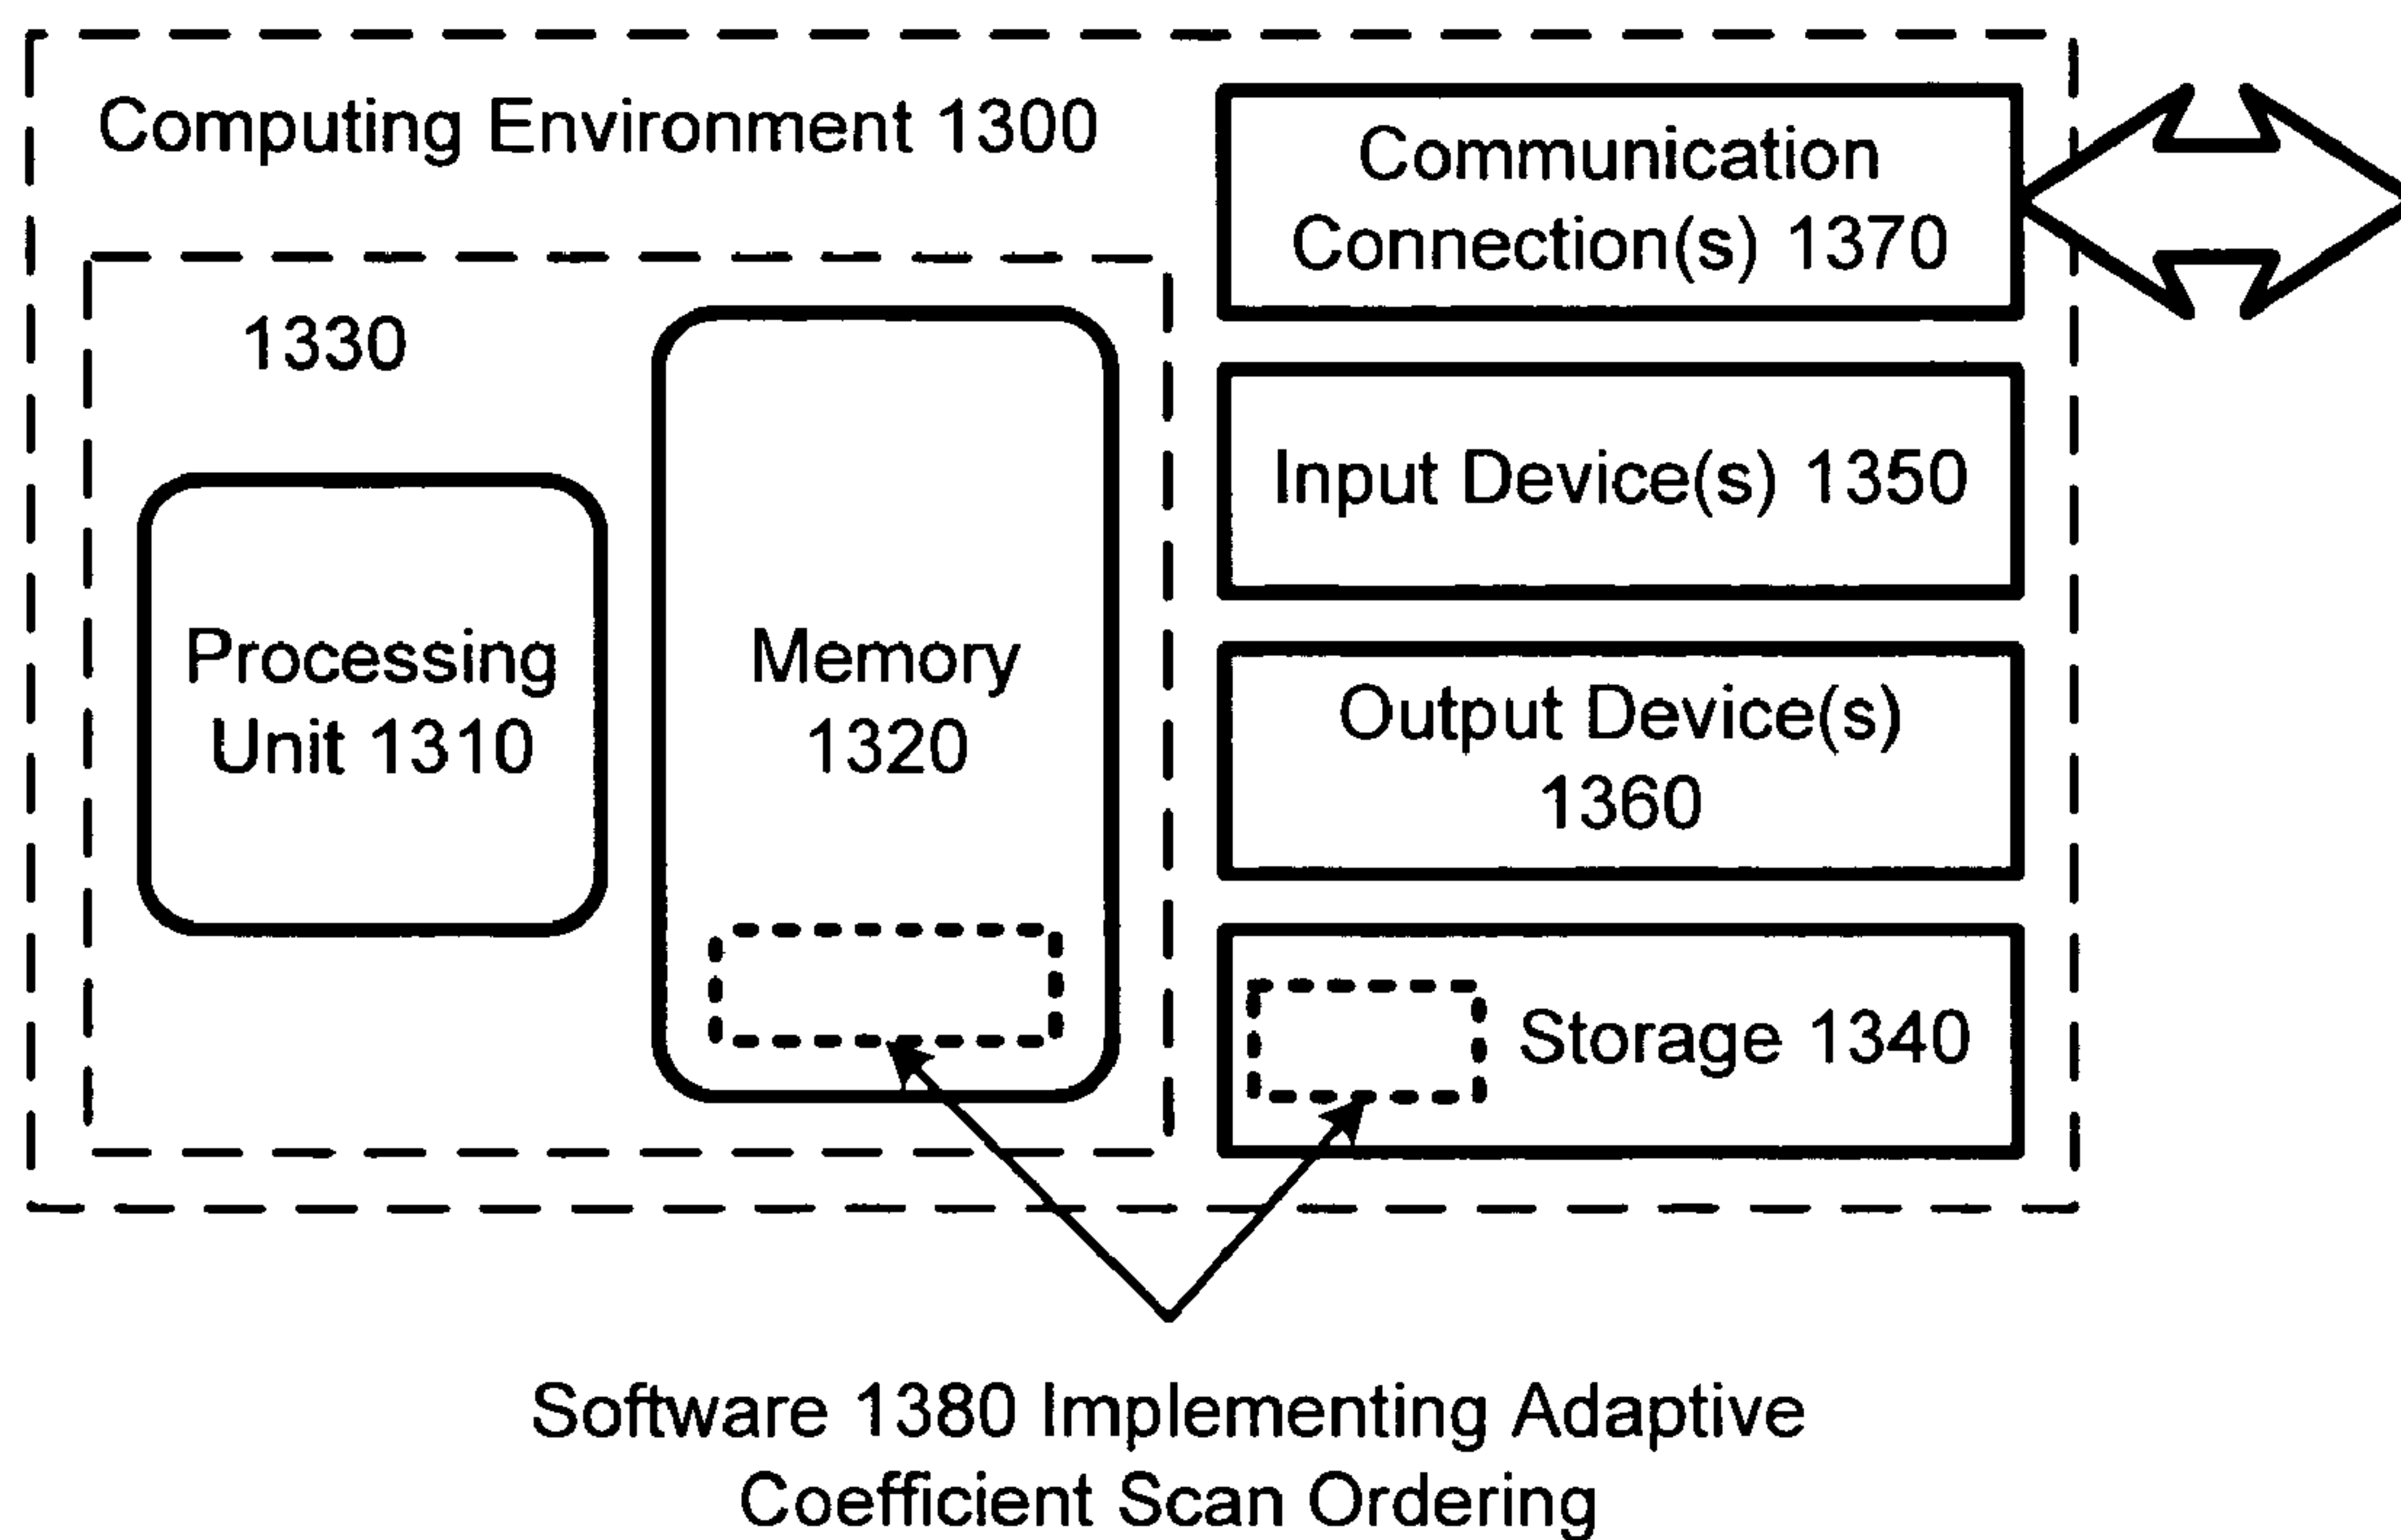 Computing Environment 1300
Communication
Connection(s) 1370
1330
Input Device(s) 1350
Processing
Unit 1310
Memory
1320
Output Device(s)
1360
Storage 1340
Software 1380 Implementing Adaptive
Coefficient Scan Ordering